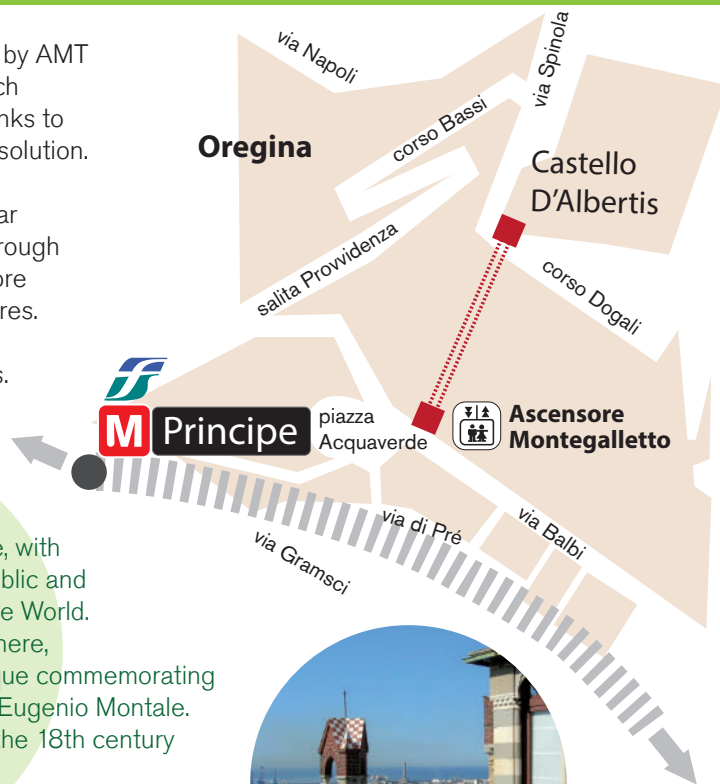 by AMT
ch
nks to
solution.
ar
rough
ore
res.
s.
via Napoli
via Spinola
corso Bassi
Oregina
Castello
D'Albertis
salita Provvidenza
corso Dogali
M Principe
piazza
Acquaverde
Ascensore
Montegalletto
via di Pré
via Balbi
via Gramsci
e, with
blic and
e World.
here,
que commemorating
Eugenio Montale.
the 18th century